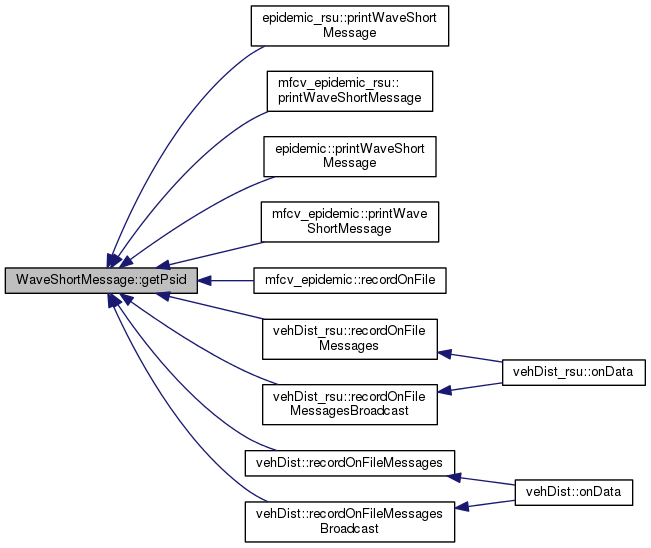 epidemic_rsu::printWaveShort
Message
mfcv_epidemic_rsu::
printWaveShortMessage
epidemic::printWaveShort
Message
mfcv_epidemic::printWave
ShortMessage
WaveShortMessage::getPsid
mfcv_epidemic::recordOnFile
vehDist_rsu::recordOnFile
Messages
vehDist_rsu::onData
vehDist_rsu::recordOnFile
MessagesBroadcast
vehDist::recordOnFileMessages
vehDist::onData
vehDist::recordOnFileMessages
Broadcast